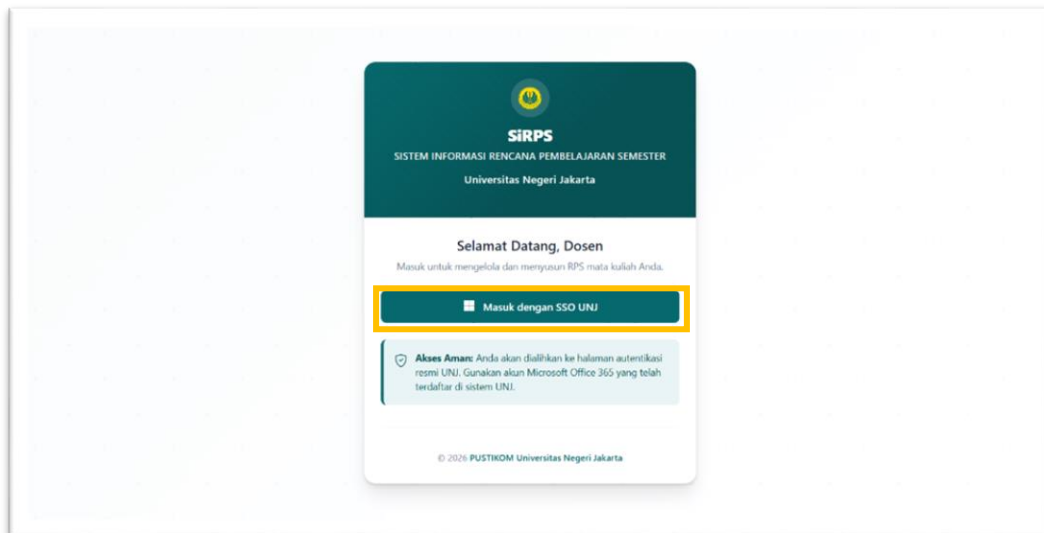 SiRPS
SISTEM INFORMASI RENCANA PEMBELAJARAN SEMESTER
Universitas Negeri Jakarta
Selamat Datang, Dosen
Masuk untuk mengelola dan menyusun RPS mata kuliah Anda.
Masuk dengan SSO UNJ
Akses Aman: Anda akan dialihkan ke halaman autentikasi
resmi UNJ. Gunakan akun Microsoft Office 365 yang telah
terdaftar di sistem UNJ.
© 2026 PUSTIKOM Universitas Negeri Jakarta